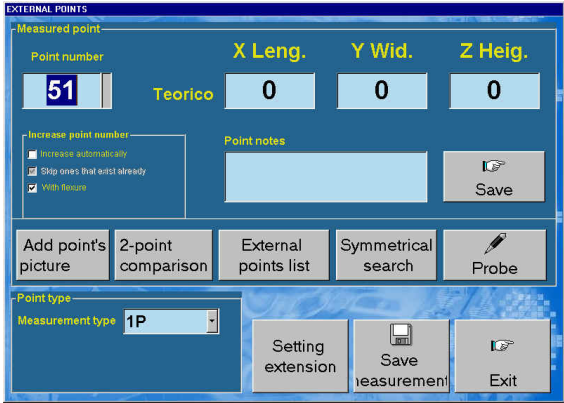 EXTERNAL POINTS
Measured point
Point number
X Leng.
Y Wid.
Z Heig.
51
Teorico
0
0
0
Increase point number
Increase automatically
Skip ones that exist already
With flexure
Point notes
Save
Add point's
picture
2-point
comparison
External
points list
Symmetrical
search
Probe
Point type
Measurement type
1P
Setting
extension
Save
measurement
Exit